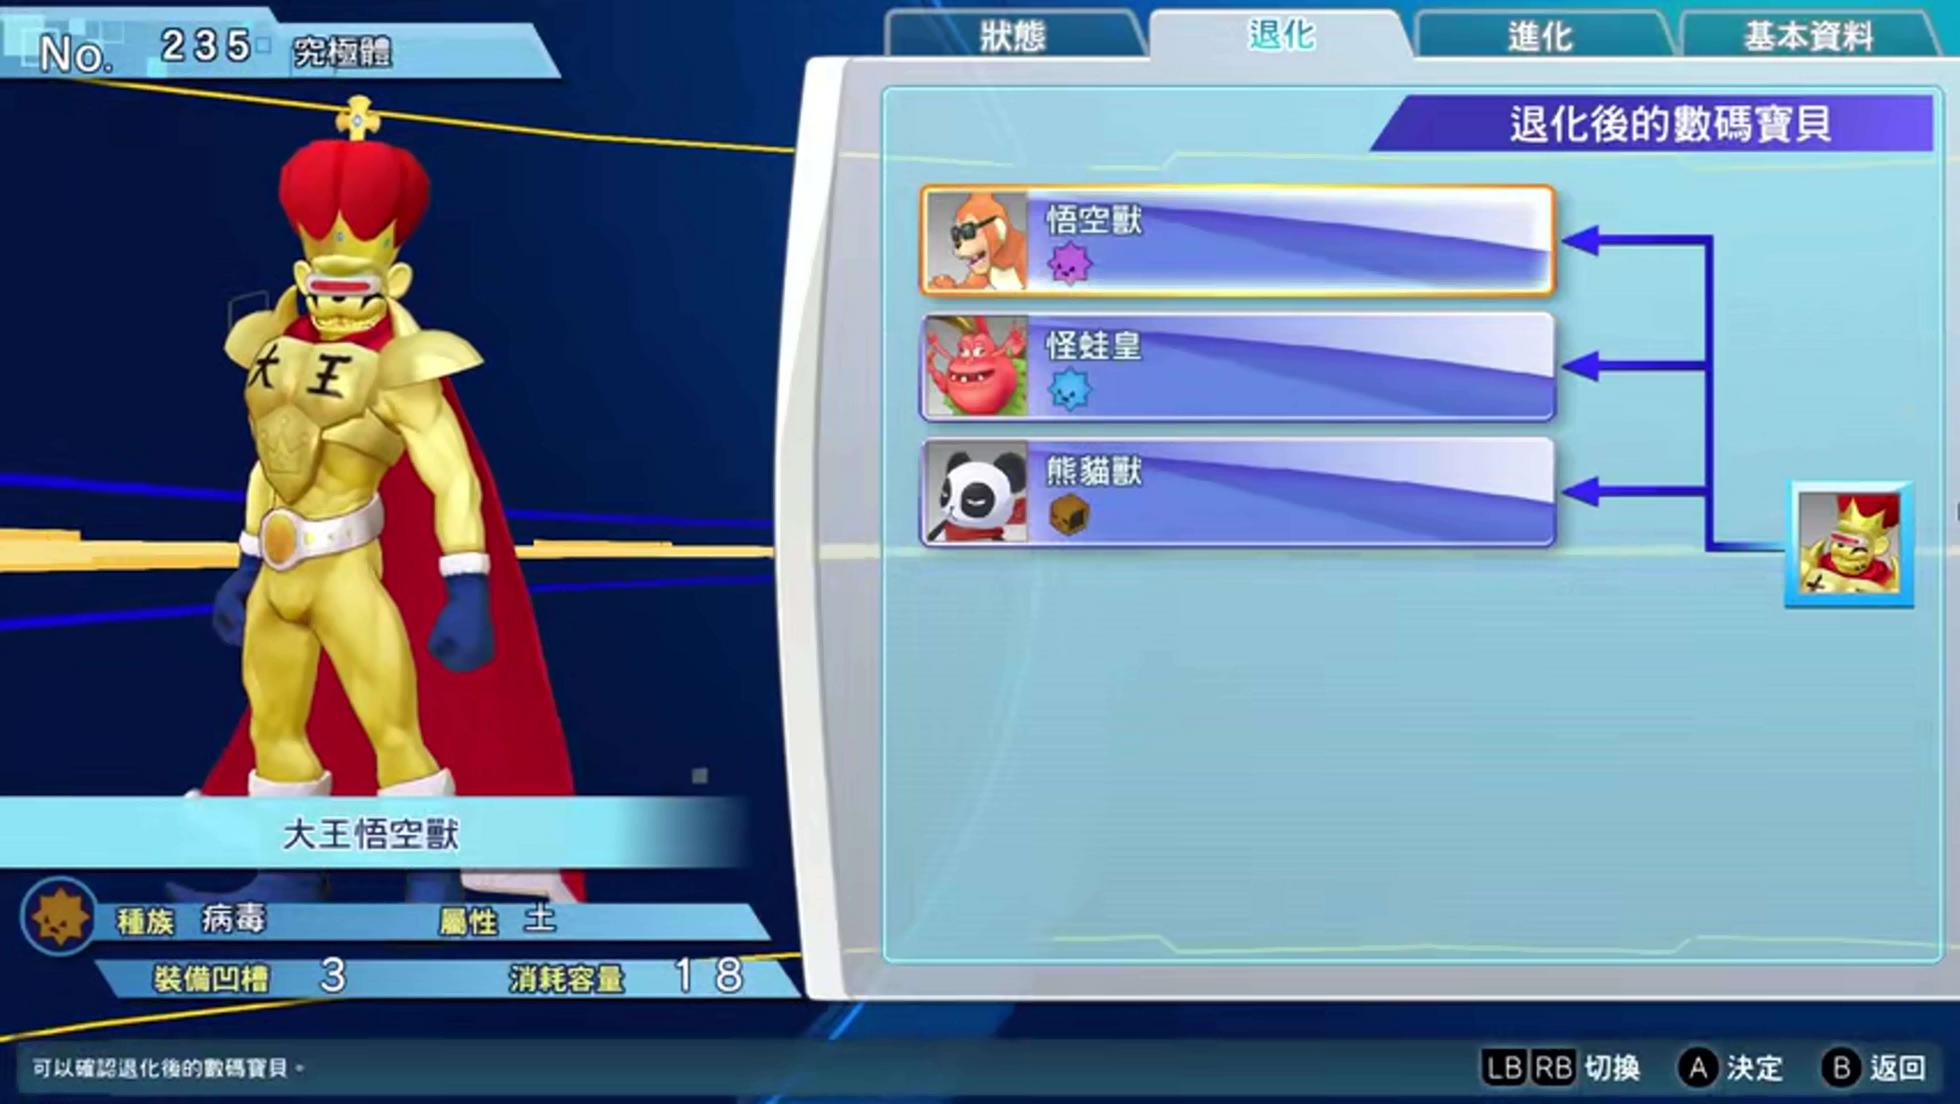 No. 235 究極體
狀態 退化 進化 基本資料
退化後的數碼寶貝
悟空獸
怪蛙皇
熊貓獸
大王
大王悟空獸
種族 病毒 屬性 土
裝備凹槽 3 消耗容量 18
可以確認退化後的數碼寶貝。
LB RB 切換 A 決定 B 返回